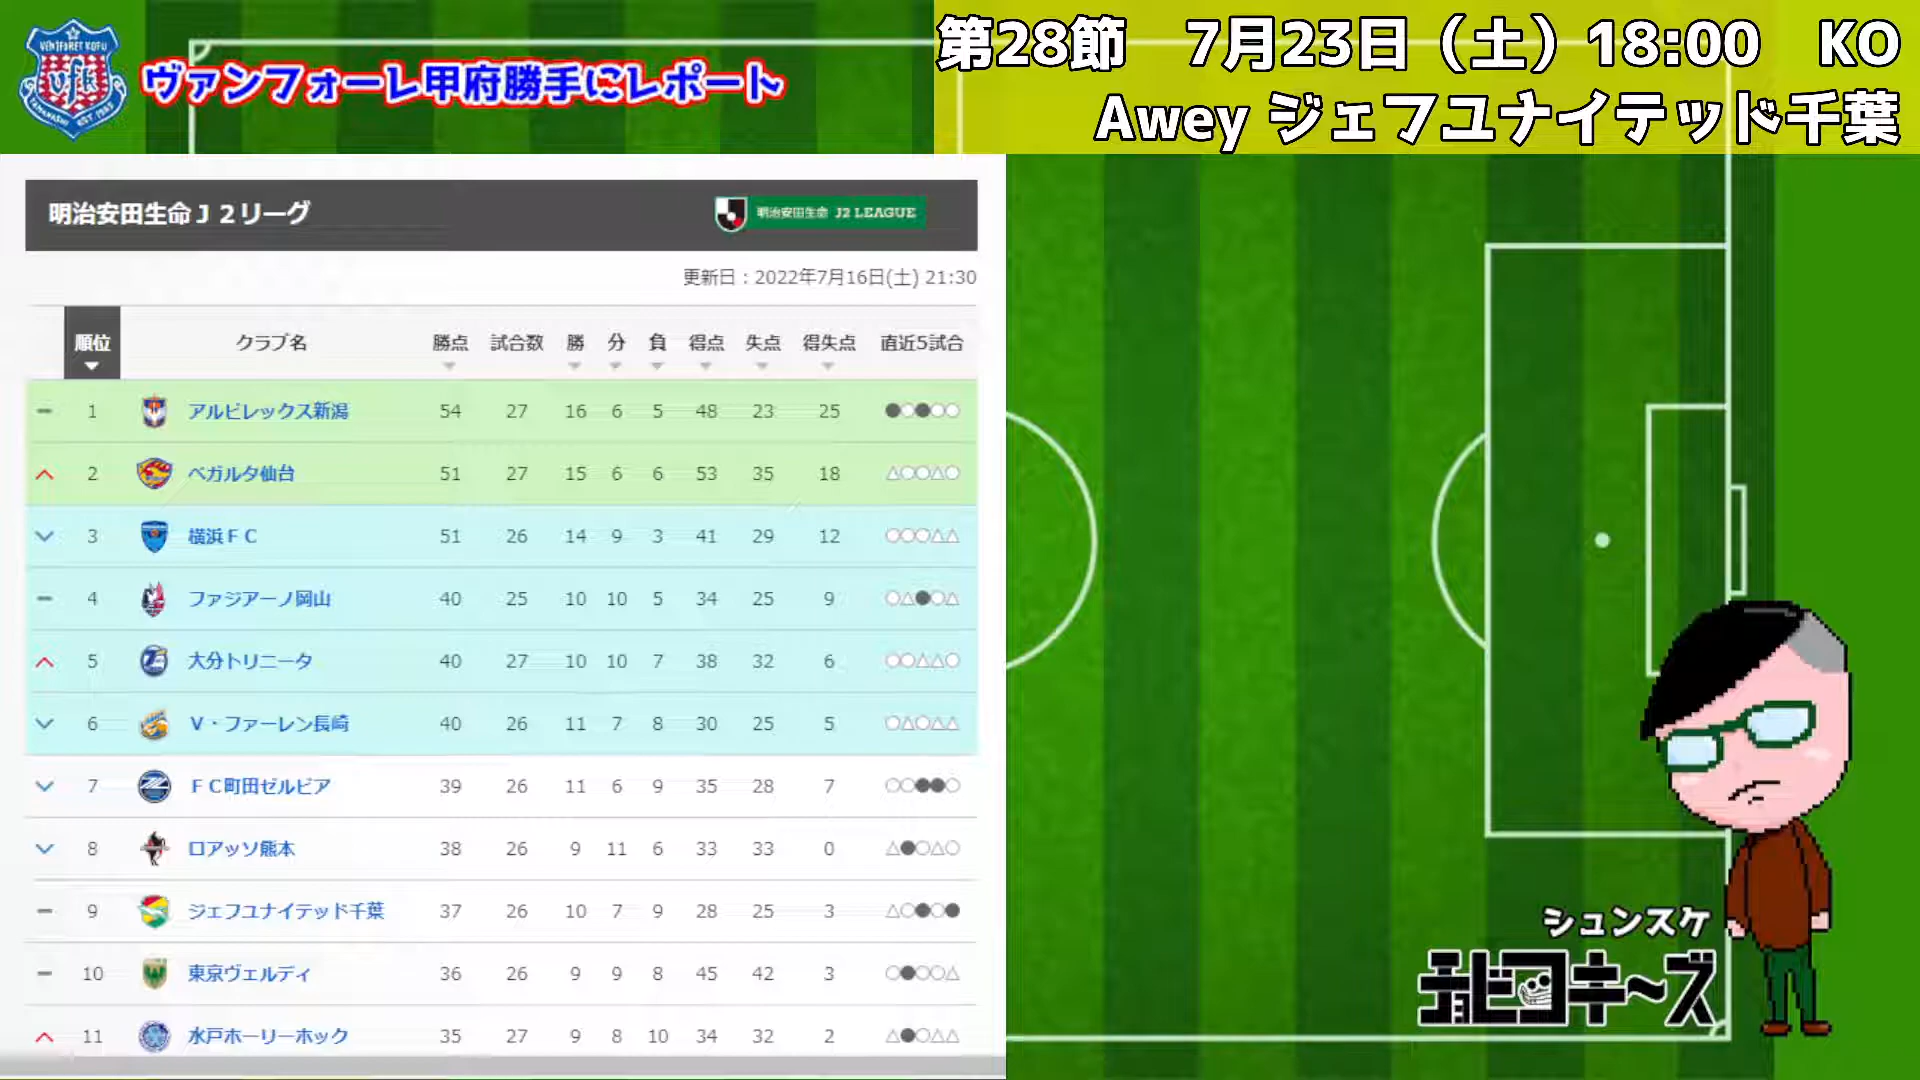 VENTFORET KOFU
vfk
ヴァンフォーレ甲府勝手にレポート
第28節　7月23日（土）18:00　KO
Awey ジェフユナイテッド千葉
明治安田生命Ｊ２リーグ
明治安田生命 J2 LEAGUE
更新日：2022年7月16日(土) 21:30
順位 クラブ名 勝点 試合数 勝 分 負 得点 失点 得失点 直近5試合
1 アルビレックス新潟 54 27 16 6 5 48 23 25 ●○●○○
2 ベガルタ仙台 51 27 15 6 6 53 35 18 △○○△○
3 横浜ＦＣ 51 26 14 9 3 41 29 12 ○○○△△
4 ファジアーノ岡山 40 25 10 10 5 34 25 9 ○△●○△
5 大分トリニータ 40 27 10 10 7 38 32 6 ○○△△○
6 Ｖ・ファーレン長崎 40 26 11 7 8 30 25 5 ○△○△△
7 ＦＣ町田ゼルビア 39 26 11 6 9 35 28 7 ○○●●○
8 ロアッソ熊本 38 26 9 11 6 33 33 0 △●○△○
9 ジェフユナイテッド千葉 37 26 10 7 9 28 25 3 △○●○●
10 東京ヴェルディ 36 26 9 9 8 45 42 3 ○●○○△
11 水戸ホーリーホック 35 27 9 8 10 34 32 2 △●○△△
シュンスケ
チョビヨキ～ズ